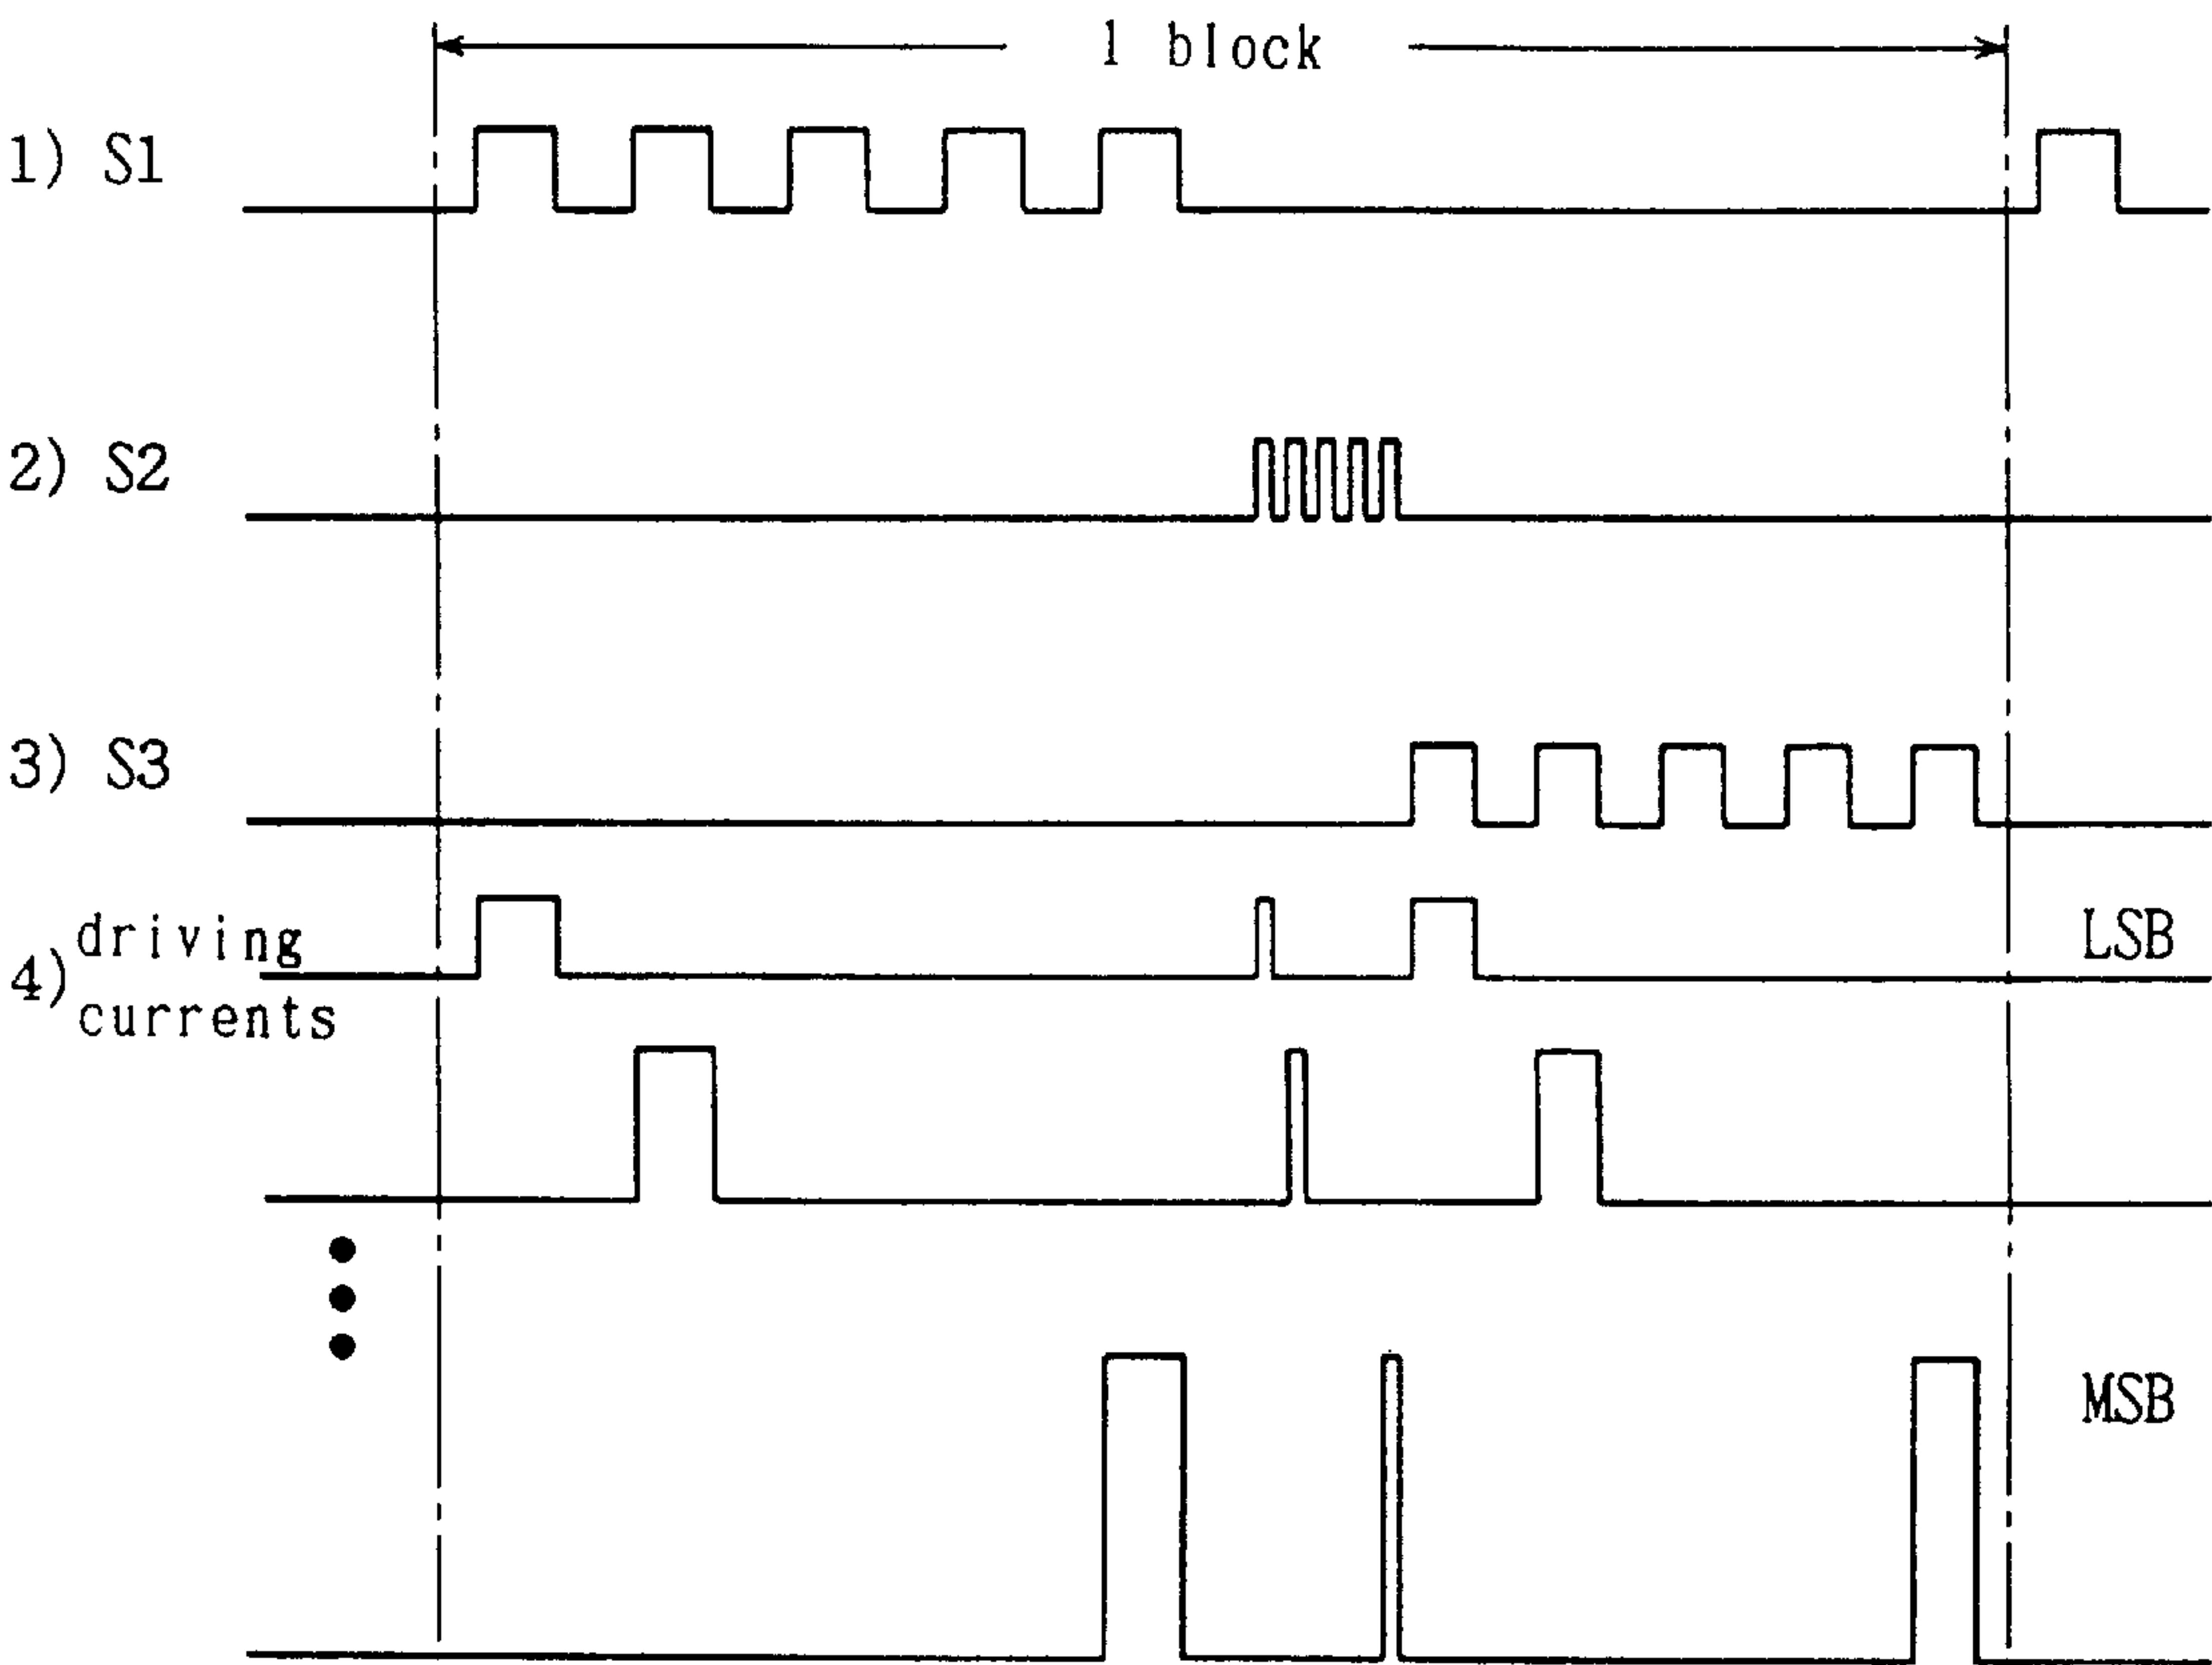 1 block
1) S1
2) S2
3) S3
4) driving currents
LSB
MSB